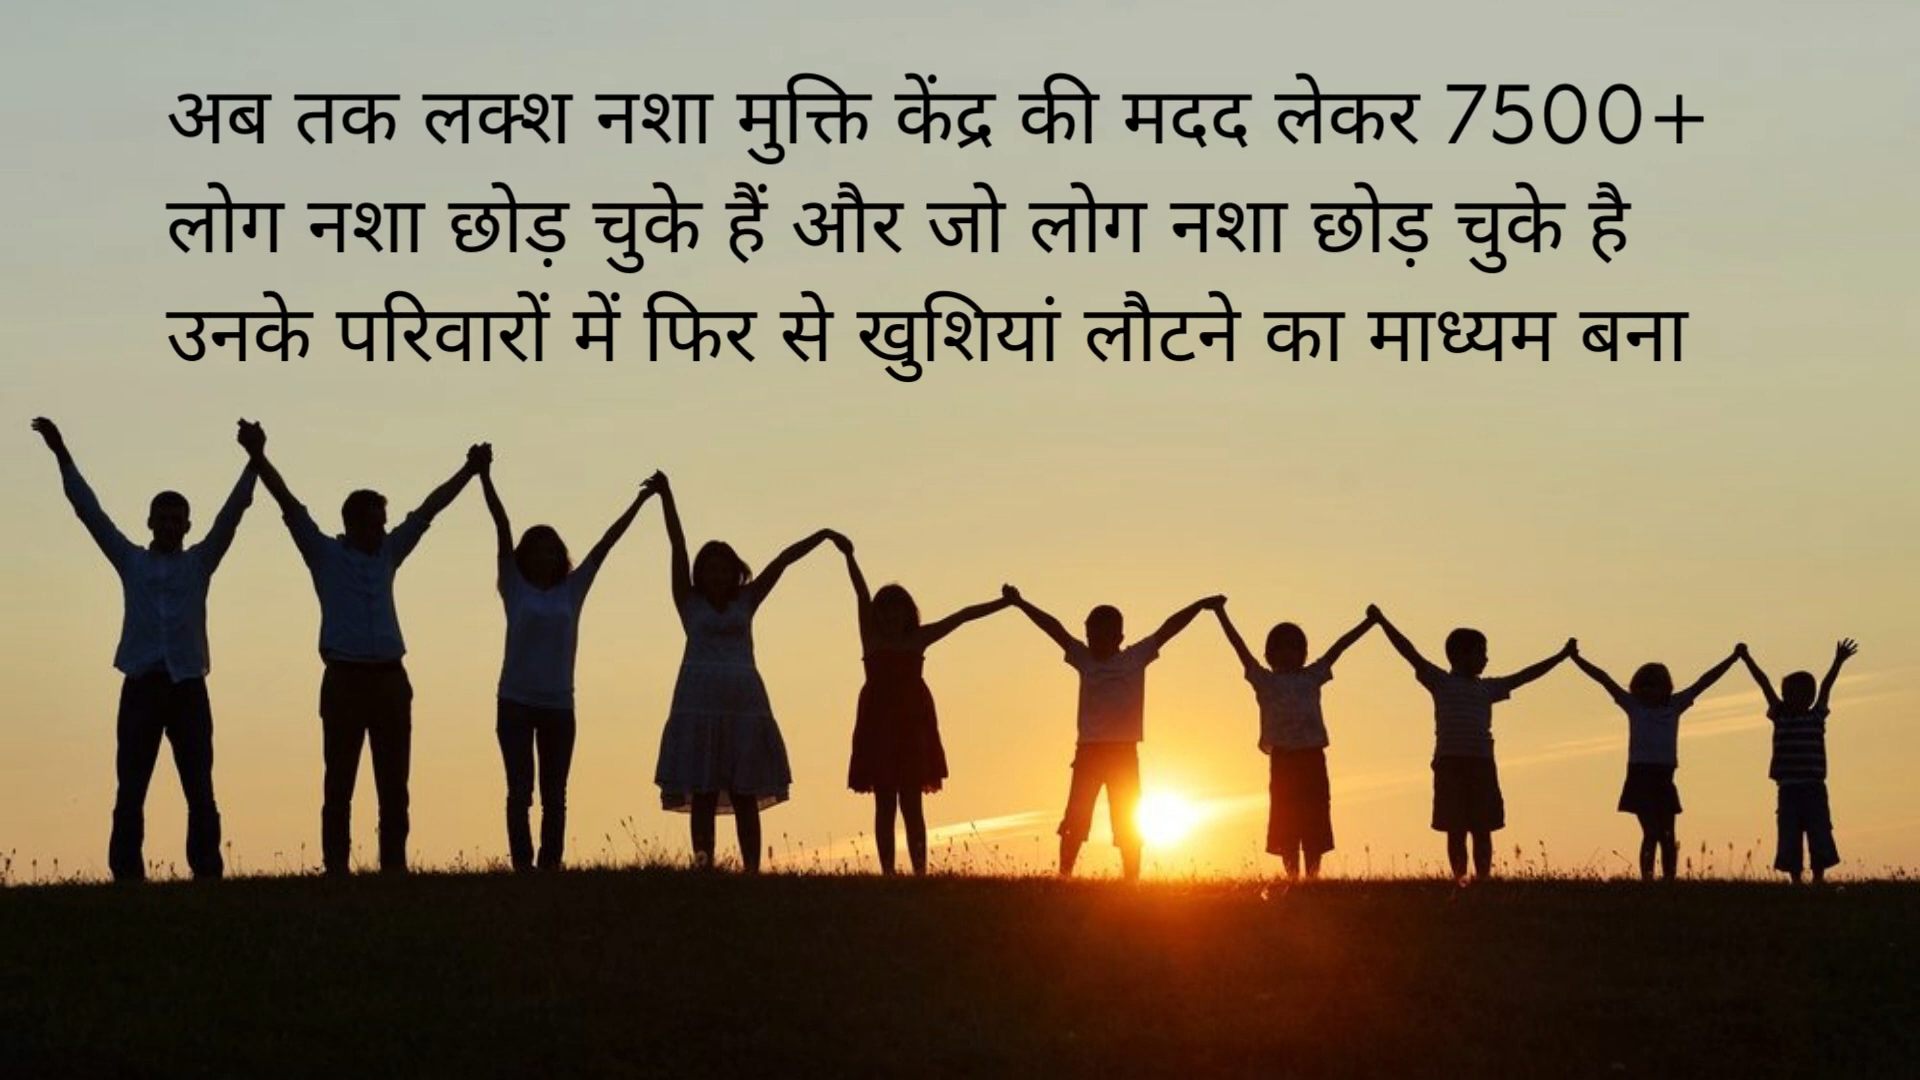 अब तक लक्श नशा मुक्ति केंद्र की मदद लेकर 7500+
लोग नशा छोड़ चुके हैं और जो लोग नशा छोड़ चुके है
उनके परिवारों में फिर से खुशियां लौटने का माध्यम बना